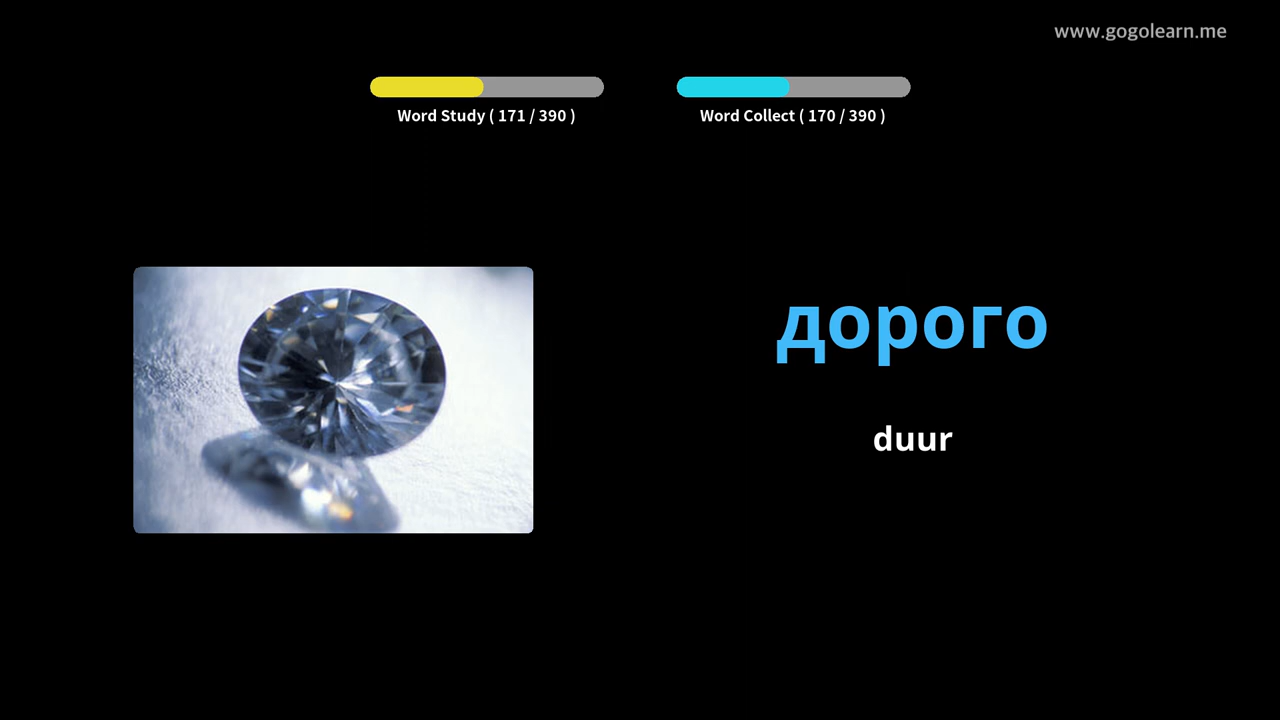 www.gogolearn.me
Word Study ( 171 / 390 )
Word Collect ( 170 / 390 )
дорого
duur